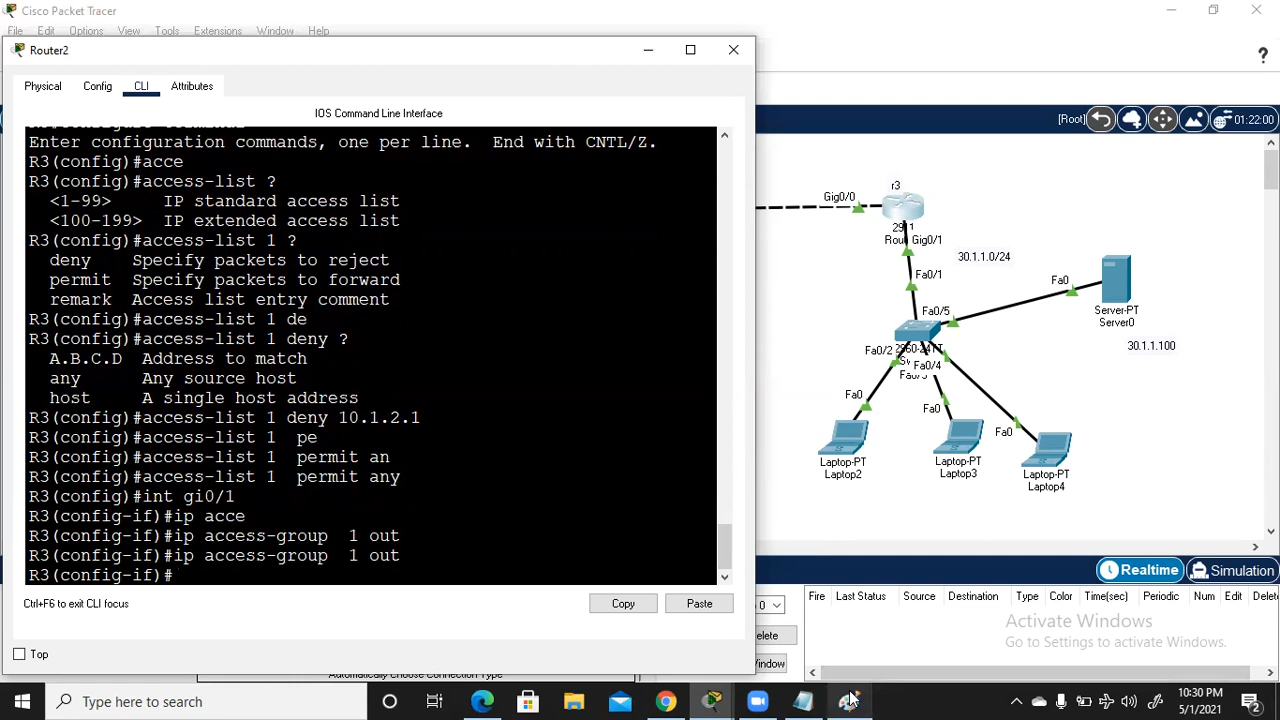 Cisco Packet Tracer
File Edit Options View Tools Extensions Window Help
Router2
Physical Config CLI Attributes
IOS Command Line Interface
Enter configuration commands, one per line.  End with CNTL/Z.
R3(config)#acce
R3(config)#access-list ?
<1-99>     IP standard access list
<100-199>  IP extended access list
R3(config)#access-list 1 ?
deny    Specify packets to reject
permit  Specify packets to forward
remark  Access list entry comment
R3(config)#access-list 1 de
R3(config)#access-list 1 deny ?
A.B.C.D  Address to match
any      Any source host
host     A single host address
R3(config)#access-list 1 deny 10.1.2.1
R3(config)#access-list 1  pe
R3(config)#access-list 1  permit an
R3(config)#access-list 1  permit any
R3(config)#int gi0/1
R3(config-if)#ip acce
R3(config-if)#ip access-group  1 out
R3(config-if)#ip access-group  1 out
R3(config-if)#
Ctrl+F6 to exit CLI focus
Copy Paste
Top
[Root] 01:22:00
r3
Gig0/0
Gig0/1
30.1.1.0/24
Fa0/1
Fa0
Fa0/5
Server-PT
Server0
30.1.1.100
Fa0/2
Fa0/4
Fa0
Fa0
Fa0
Laptop-PT
Laptop2
Laptop-PT
Laptop3
Laptop-PT
Laptop4
Realtime Simulation
0
Fire Last Status Source Destination Type Color Time(sec) Periodic Num Edit Delete
elete
indow
Automatically Choose Connection Type
Activate Windows
Go to Settings to activate Windows.
Type here to search
10:30 PM
5/1/2021
2